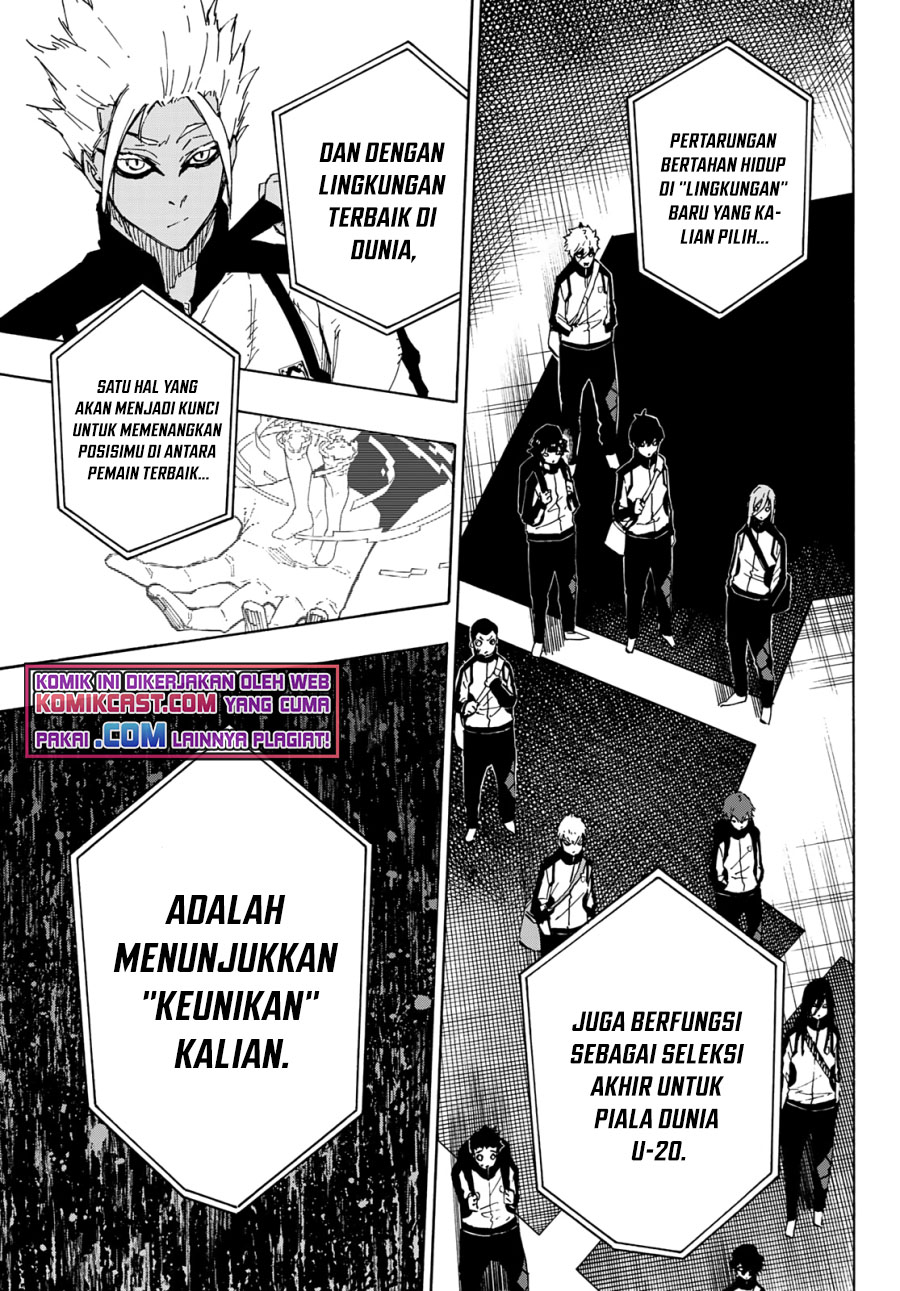 PERTARUNGAN
BERTAHAN HIDUP
DI "LINGKUNGAN"
BARU YANG KA-
LIAN PILIH...
JUGA BERFUNGSI
SEBAGAI SELEKSI
AKHIR UNTUK
PIALA DUNIA
U-20.
DAN DENGAN
LINGKUNGAN
TERBAIK DI
DUNIA,
SATU HAL YANG
AKAN MENJADI KUNCI
UNTUK MEMENANGKAN
POSISIMU DI ANTARA
PEMAIN TERBAIK...
KOMIK INI DIKERJAKAN OLEH WEB
KOMIKCAST.COM YANG CUMA
PAKAI .COM LAINNYA PLAGIAT!
ADALAH
MENUNJUKKAN
"KEUNIKAN"
KALIAN.